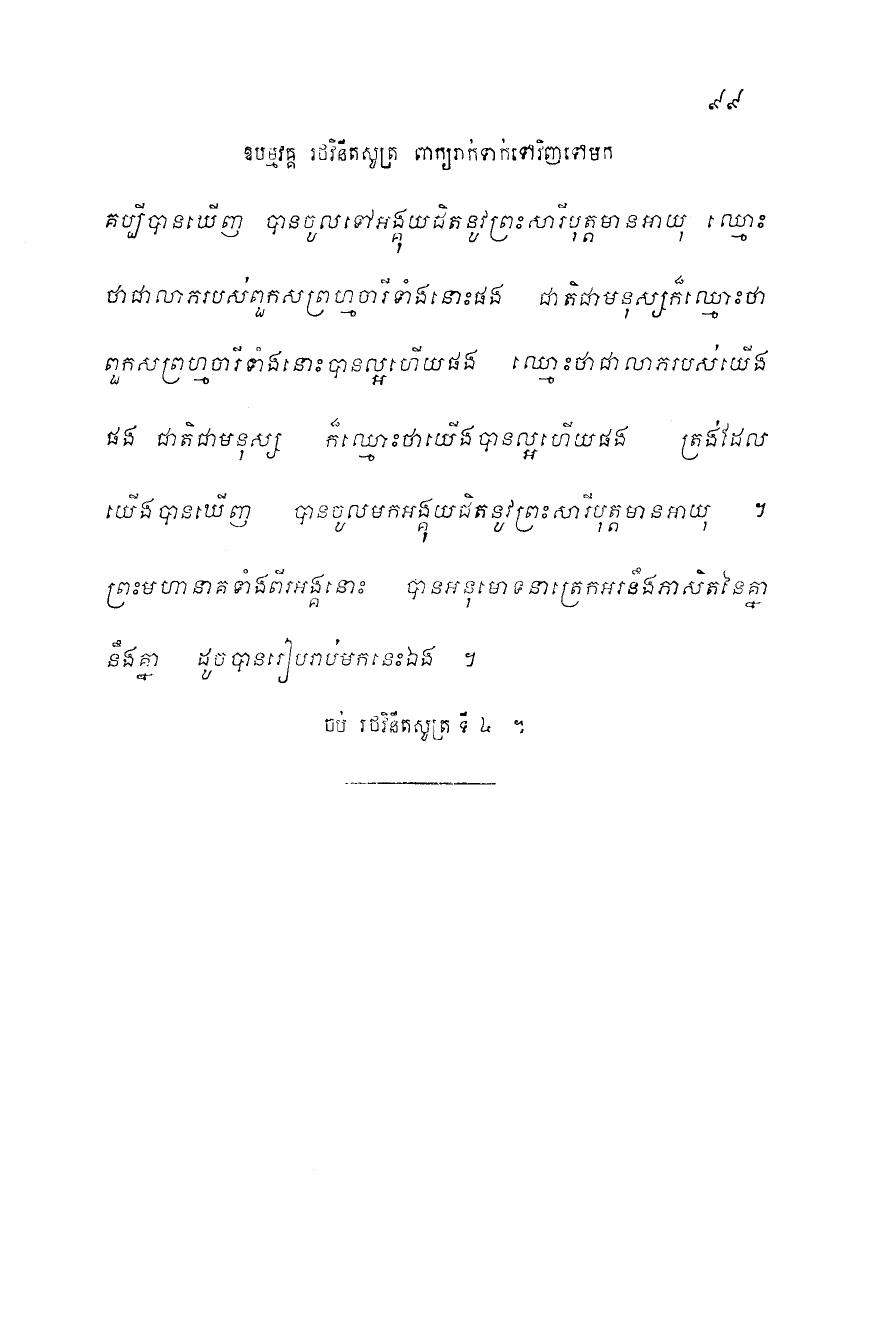 ៩៩
ឧបម្មវគ្គ រថវិនីតសូត្រ ពាក្យរាក់ទាក់ទៅវិញទៅមក
គប្បីបានឃើញ បានចូលទៅអង្គុយជិតនូវព្រះសារីបុត្តមានអាយុ ឈ្មោះ
ថាជាលាភរបស់ពួកសព្រហ្មចារីទាំងនោះផង ជាតិជាមនុស្សក៏ឈ្មោះថា
ពួកសព្រហ្មចារីទាំងនោះបានល្អហើយផង ឈ្មោះថាជាលាភរបស់យើង
ផង ជាតិជាមនុស្ស ក៏ឈ្មោះថាយើងបានល្អហើយផង ត្រង់ដែល
យើងបានឃើញ បានចូលមកអង្គុយជិតនូវព្រះសារីបុត្តមានអាយុ ។
ព្រះមហានាគទាំងពីរអង្គនោះ បានអនុមោទនាត្រេកអរនឹងភាសិតនៃគ្នា
នឹងគ្នា ដូចបានរៀបរាប់មកនេះឯង ។
ចប់ រថវិនីតសូត្រ ទី ៤ ។